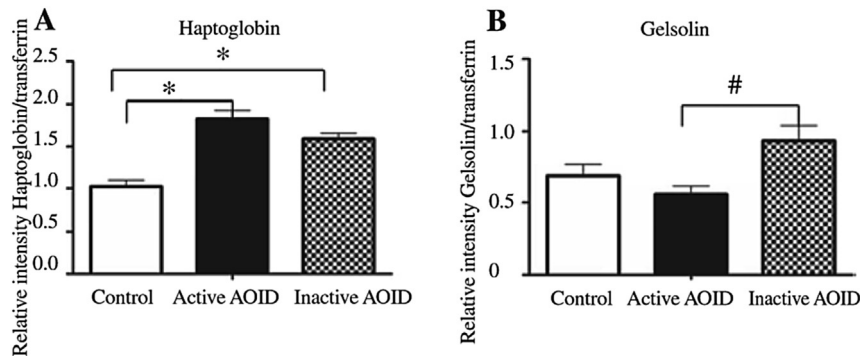 A
Haptoglobin
Relative intensity Haptoglobin/transferrin
2.5
2.0
1.5
1.0
0.5
0.0
*
*
Control Active AOID Inactive AOID
B
Gelsolin
Relative intensity Gelsolin/transferrin
1.5
1.0
0.5
0
#
Control Active AOID Inactive AOID